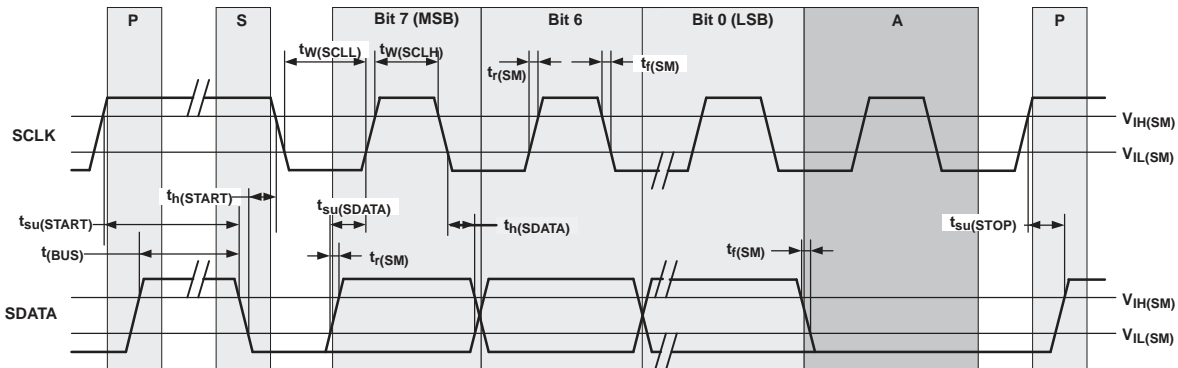 P S Bit 7 (MSB) Bit 6 Bit 0 (LSB) A P
tW(SCLL) tW(SCLH)
tr(SM) tf(SM)
SCLK
VIH(SM)
VIL(SM)
th(START)
tsu(START)
t(BUS)
tsu(SDATA)
th(SDATA)
tr(SM)
tf(SM)
tsu(STOP)
SDATA
VIH(SM)
VIL(SM)